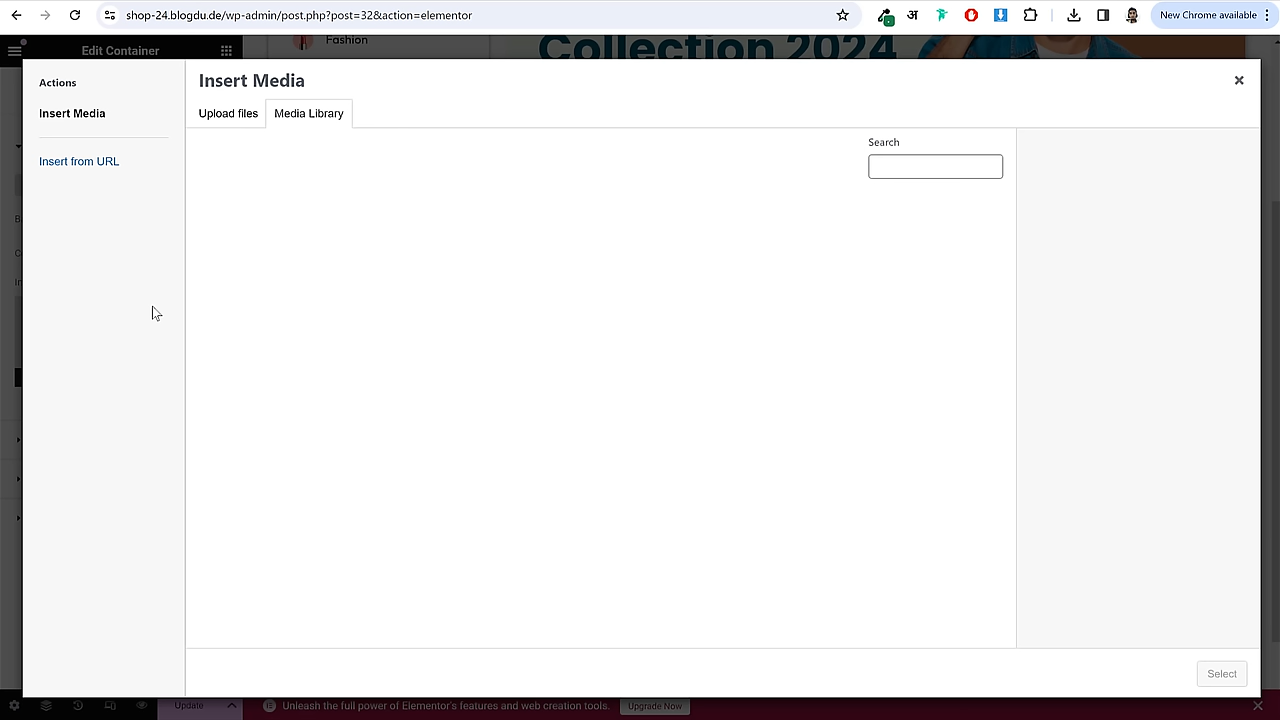 shop-24.blogdu.de/wp-admin/post.php?post=32&action=elementor
अ
New Chrome available
Edit Container
Fashion
Collection 2024
Actions
Insert Media
Insert from URL
Insert Media
Upload files
Media Library
Search
Select
Update
Unleash the full power of Elementor's features and web creation tools.
Upgrade Now